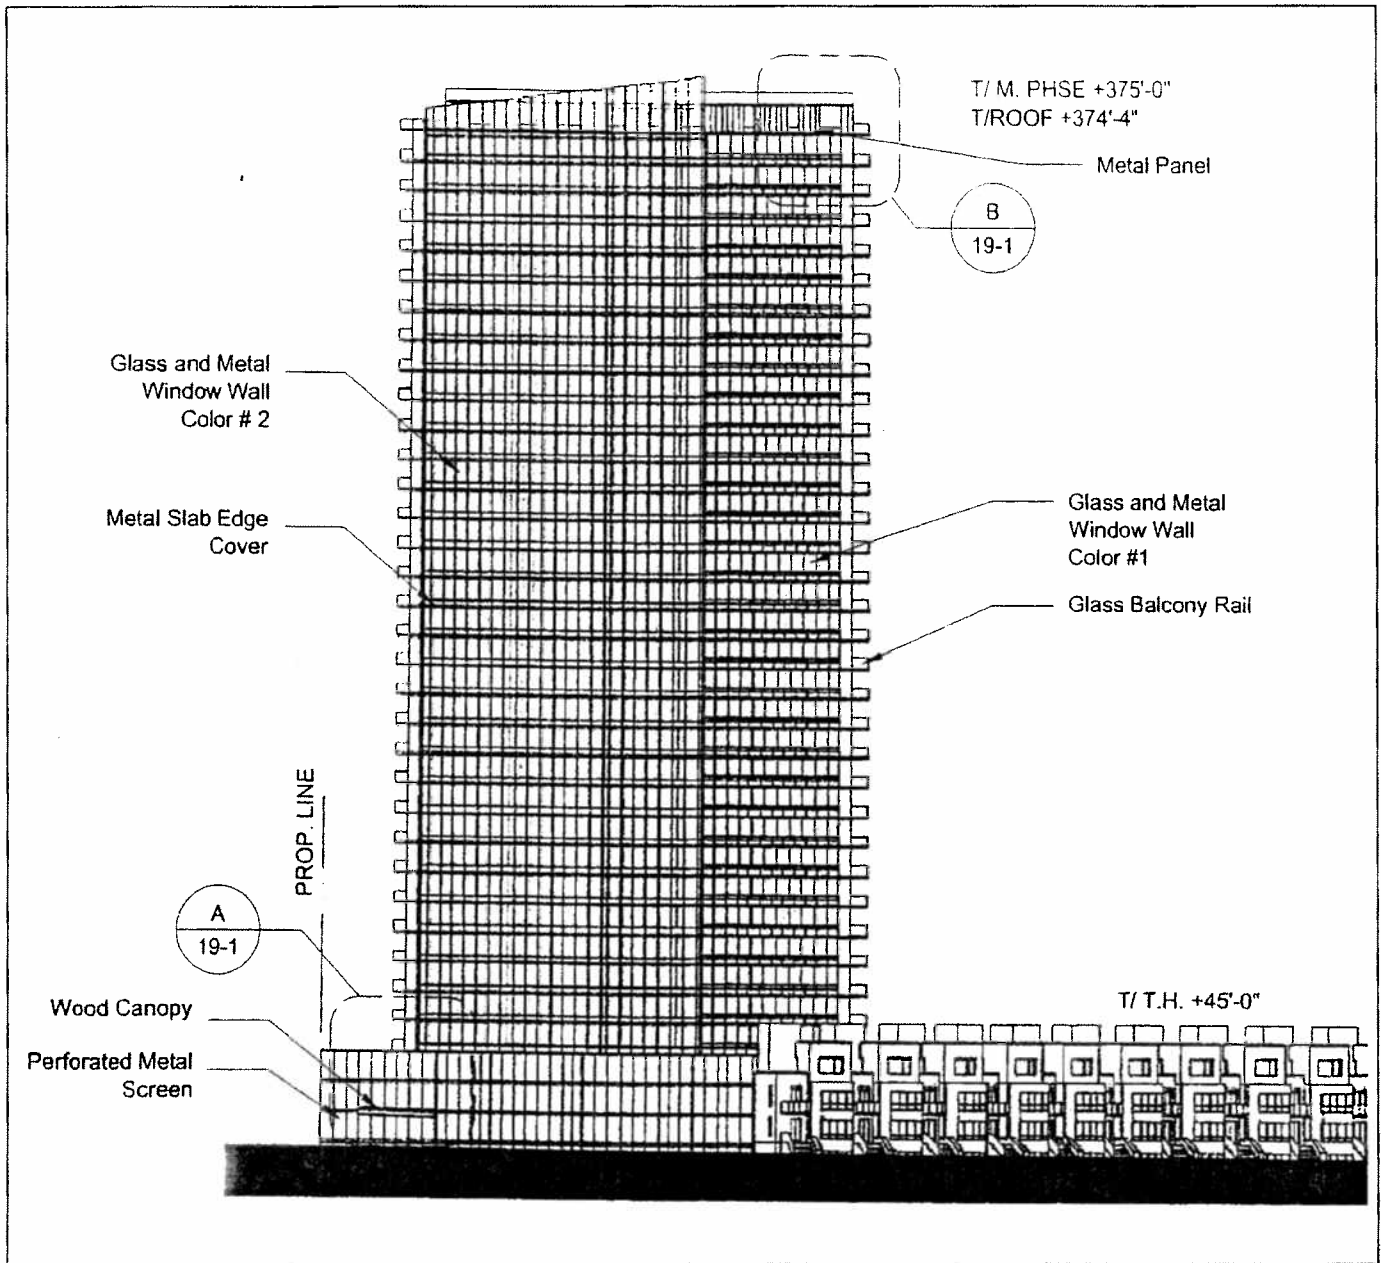 T/ M. PHSE +375'-0"
T/ROOF +374'-4"
Metal Panel
B
19-1
Glass and Metal
Window Wall
Color # 2
Metal Slab Edge
Cover
Glass and Metal
Window Wall
Color #1
Glass Balcony Rail
PROP. LINE
A
19-1
Wood Canopy
Perforated Metal
Screen
T/ T.H. +45'-0"